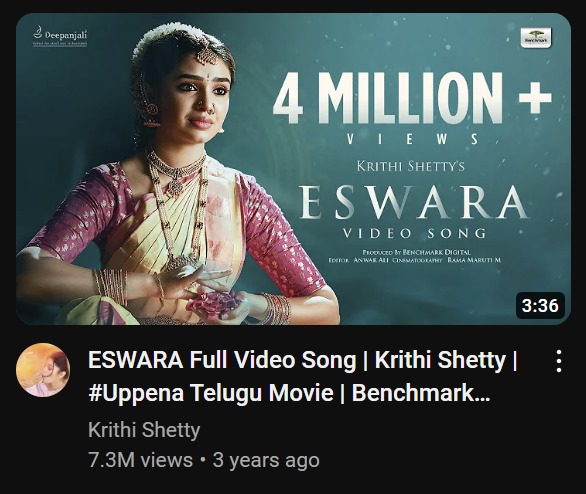 Deepanjali
Benchmark
4 MILLION +
VIEWS
KRITHI SHETTY'S
ESWARA
VIDEO SONG
PRODUCED BY BENCHMARK DIGITAL
EDITOR ANWAR ALI CINEMATOGRAPHY RAMA MARUTI M
3:36
ESWARA Full Video Song | Krithi Shetty |
#Uppena Telugu Movie | Benchmark...
Krithi Shetty
7.3M views • 3 years ago